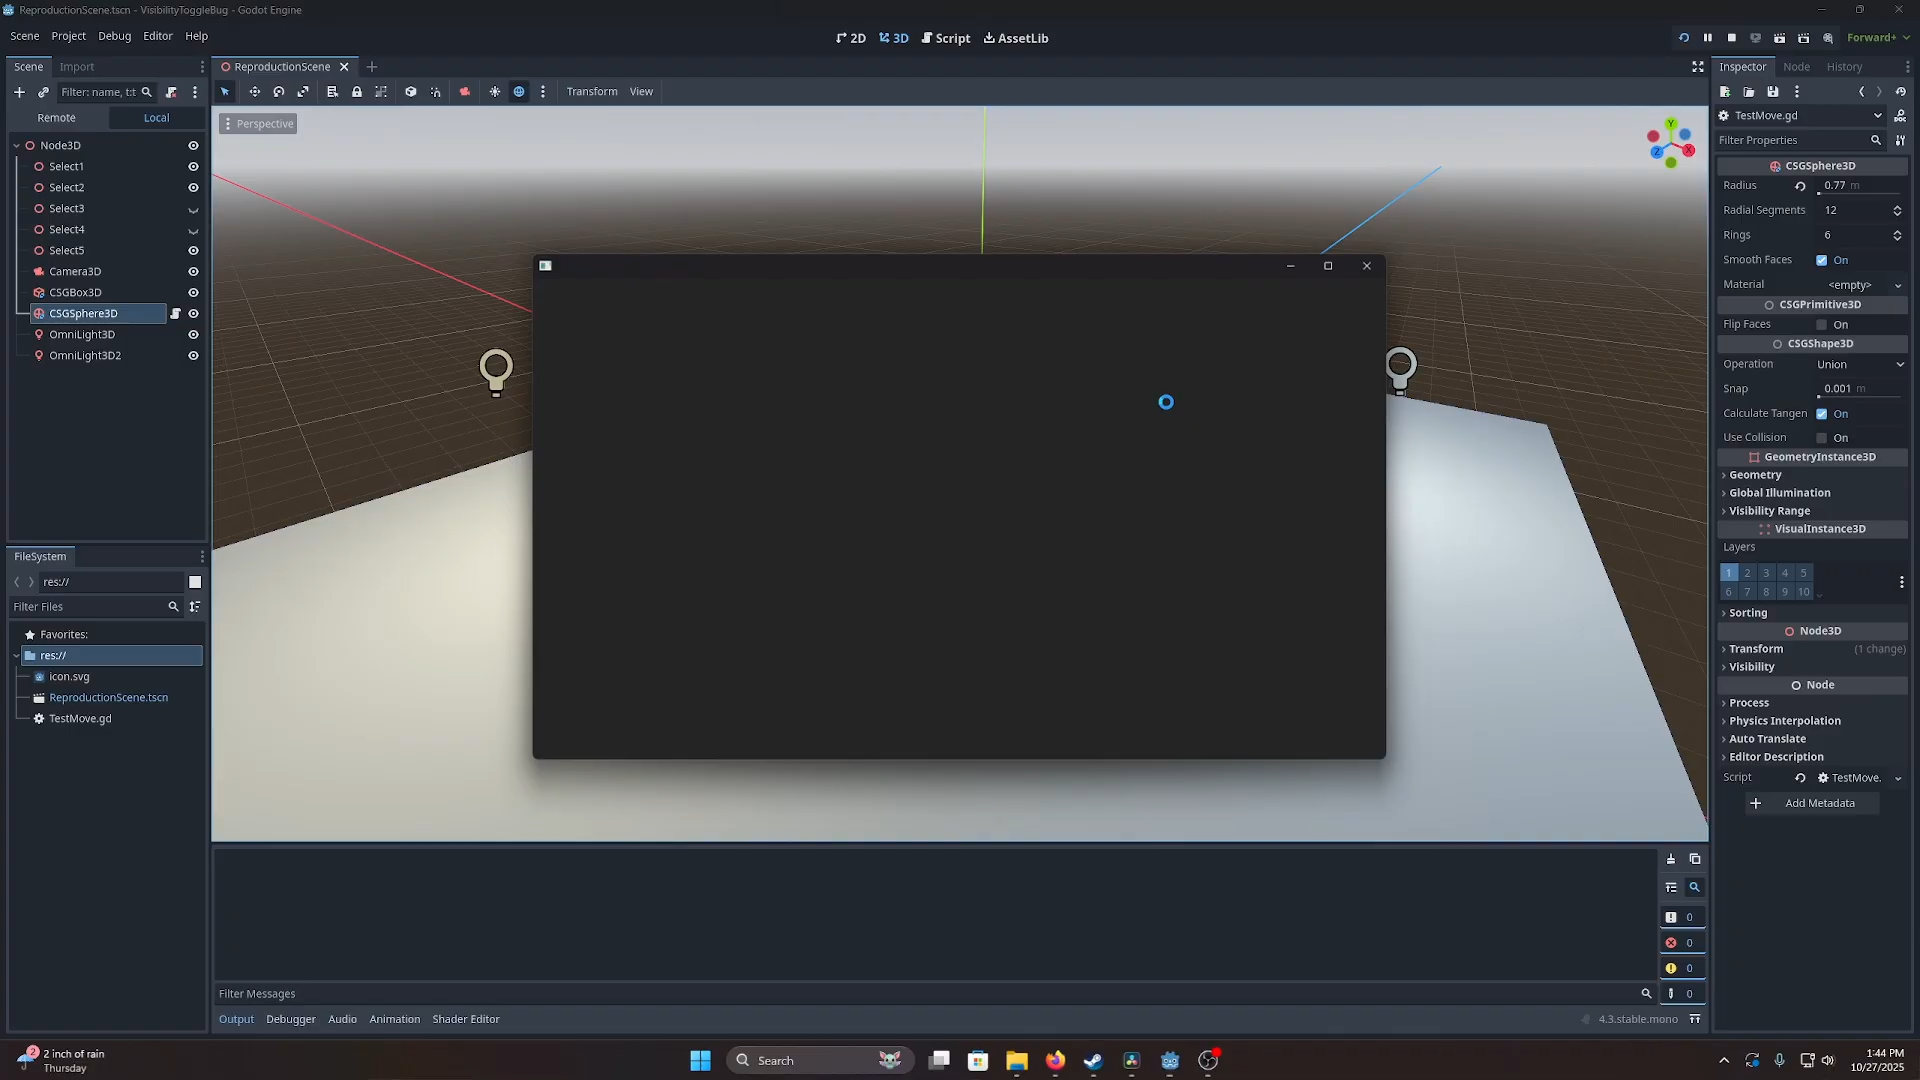 ReproductionScene.tscn - VisibilityToggleBug - Godot Engine
Scene Project Debug Editor Help
2D 3D Script AssetLib
Forward+
Scene Import
ReproductionScene
Inspector Node History
Filter: name, t:t
Transform View
Remote Local
Perspective
TestMove.gd
DOC
Filter Properties
Node3D
Select1
Select2
Select3
Select4
Select5
Camera3D
CSGBox3D
CSGSphere3D
OmniLight3D
OmniLight3D2
Y
Z
X
CSGSphere3D
Radius 0.77 m
Radial Segments 12
Rings 6
Smooth Faces On
Material <empty>
CSGPrimitive3D
Flip Faces On
CSGShape3D
Operation Union
Snap 0.001 m
Calculate Tangen On
Use Collision On
GeometryInstance3D
Geometry
Global Illumination
Visibility Range
VisualInstance3D
Layers
1 2 3 4 5
6 7 8 9 10
Sorting
Node3D
Transform (1 change)
Visibility
Node
Process
Physics Interpolation
Auto Translate
Editor Description
Script TestMove.
Add Metadata
FileSystem
res://
Filter Files
Favorites:
res://
icon.svg
ReproductionScene.tscn
TestMove.gd
0
0
0
0
Filter Messages
Output Debugger Audio Animation Shader Editor
4.3.stable.mono
2
2 inch of rain
Thursday
Search
1:44 PM
10/27/2025